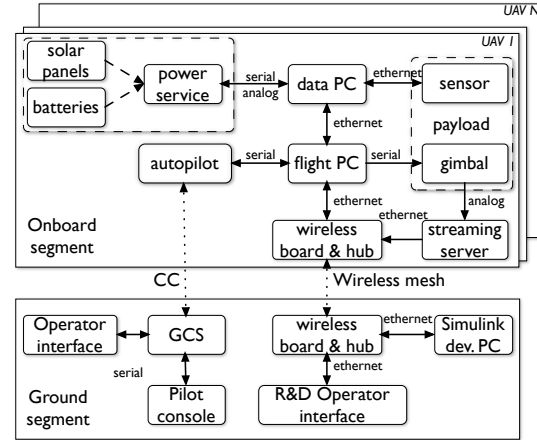 UAV N
UAV 1
solar
panels
batteries
power
service
serial
analog
data PC
ethernet
sensor
payload
ethernet
autopilot
serial
flight PC
serial
gimbal
ethernet
analog
ethernet
Onboard
segment
wireless
board & hub
streaming
server
CC
Wireless mesh
Operator
interface
GCS
wireless
board & hub
ethernet
Simulink
dev. PC
serial
ethernet
Ground
segment
Pilot
console
R&D Operator
interface